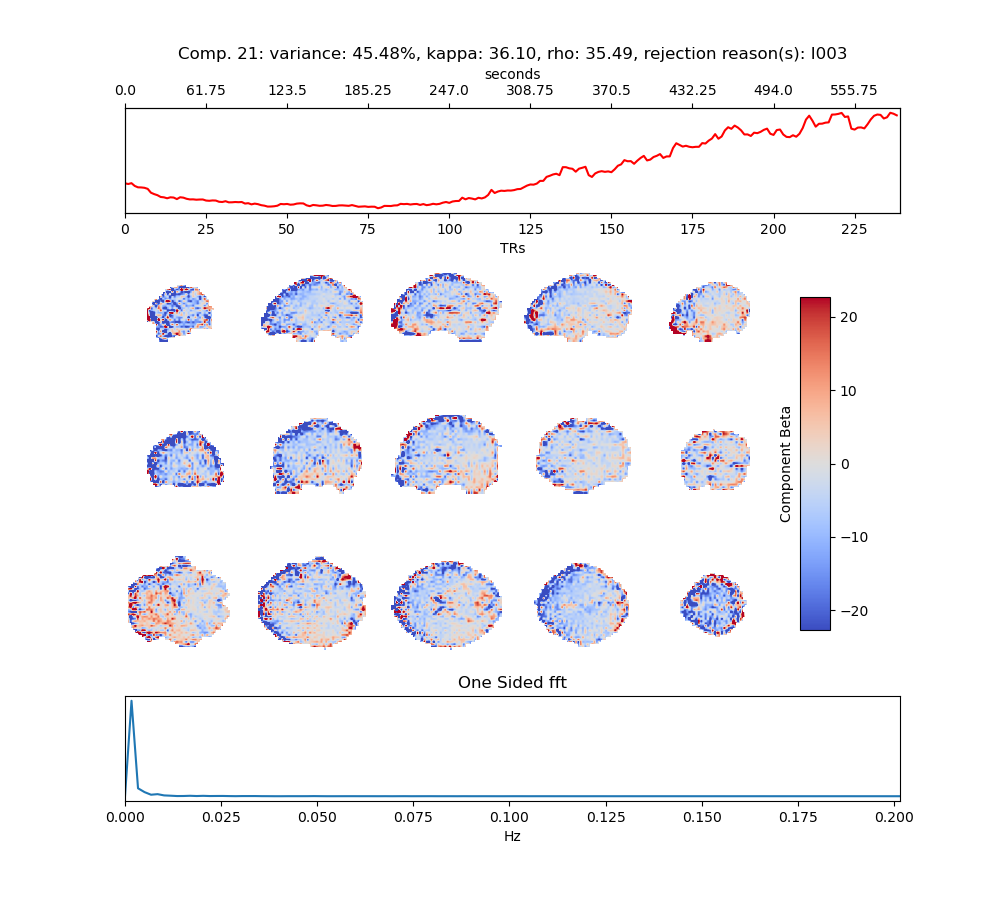 Comp. 21: variance: 45.48%, kappa: 36.10, rho: 35.49, rejection reason(s): I003
seconds
0.0 61.75 123.5 185.25 247.0 308.75 370.5 432.25 494.0 555.75
0 25 50 75 100 125 150 175 200 225
TRs
20
10
0
−10
−20
Component Beta
One Sided fft
0.000 0.025 0.050 0.075 0.100 0.125 0.150 0.175 0.200
Hz